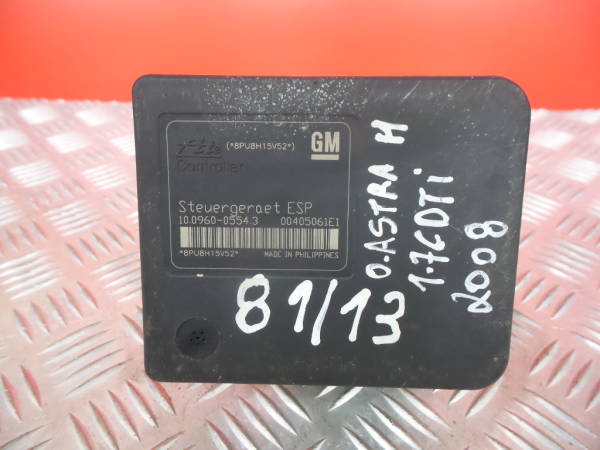 Ate (*8PU8H15V52*) GM
Controller
Steuergeraet ESP
10.0960-0554.3 00405061E1
*8PU8H15V52* MADE IN PHILIPPINES
81/13
O.ASTRA H
1.7CDTi
2008